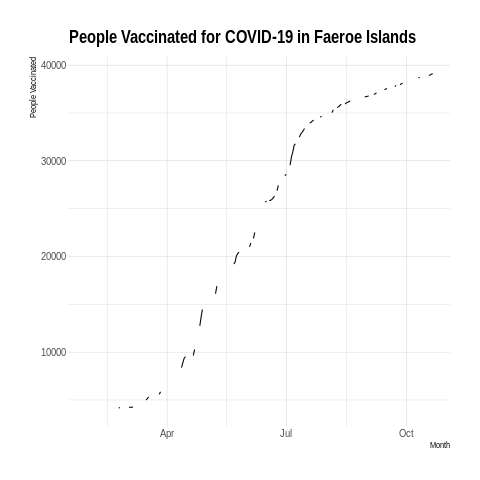 People Vaccinated for COVID-19 in Faeroe Islands
People Vaccinated
40000
30000
20000
10000
Apr Jul Oct
Month